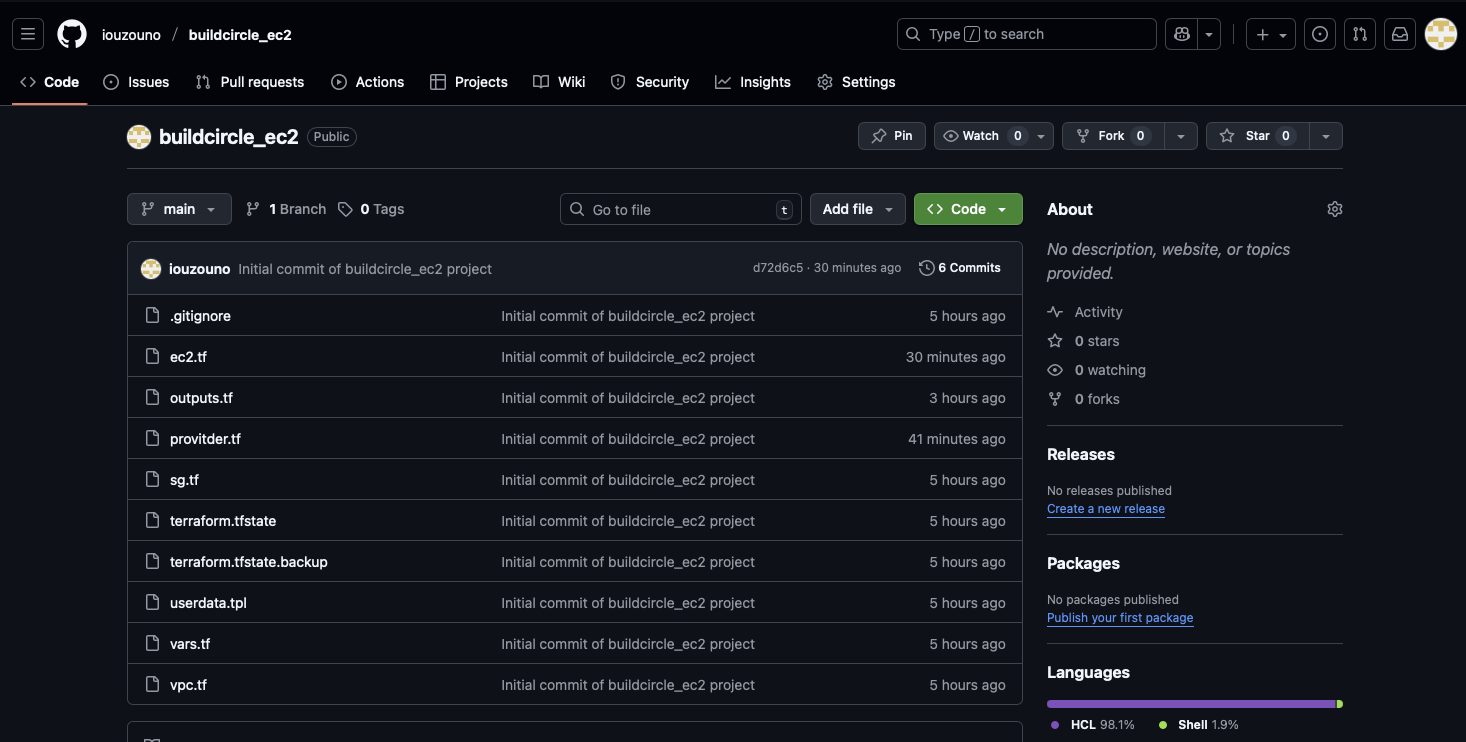 iouzouno / buildcircle_ec2
Type / to search
Code Issues Pull requests Actions Projects Wiki Security Insights Settings
buildcircle_ec2 Public
Pin Watch 0 Fork 0 Star 0
main 1 Branch 0 Tags Go to file t Add file Code
iouzouno Initial commit of buildcircle_ec2 project d72d6c5 · 30 minutes ago 6 Commits
.gitignore Initial commit of buildcircle_ec2 project 5 hours ago
ec2.tf Initial commit of buildcircle_ec2 project 30 minutes ago
outputs.tf Initial commit of buildcircle_ec2 project 3 hours ago
provitder.tf Initial commit of buildcircle_ec2 project 41 minutes ago
sg.tf Initial commit of buildcircle_ec2 project 5 hours ago
terraform.tfstate Initial commit of buildcircle_ec2 project 5 hours ago
terraform.tfstate.backup Initial commit of buildcircle_ec2 project 5 hours ago
userdata.tpl Initial commit of buildcircle_ec2 project 5 hours ago
vars.tf Initial commit of buildcircle_ec2 project 5 hours ago
vpc.tf Initial commit of buildcircle_ec2 project 5 hours ago
About
No description, website, or topics
provided.
Activity
0 stars
0 watching
0 forks
Releases
No releases published
Create a new release
Packages
No packages published
Publish your first package
Languages
HCL 98.1% Shell 1.9%